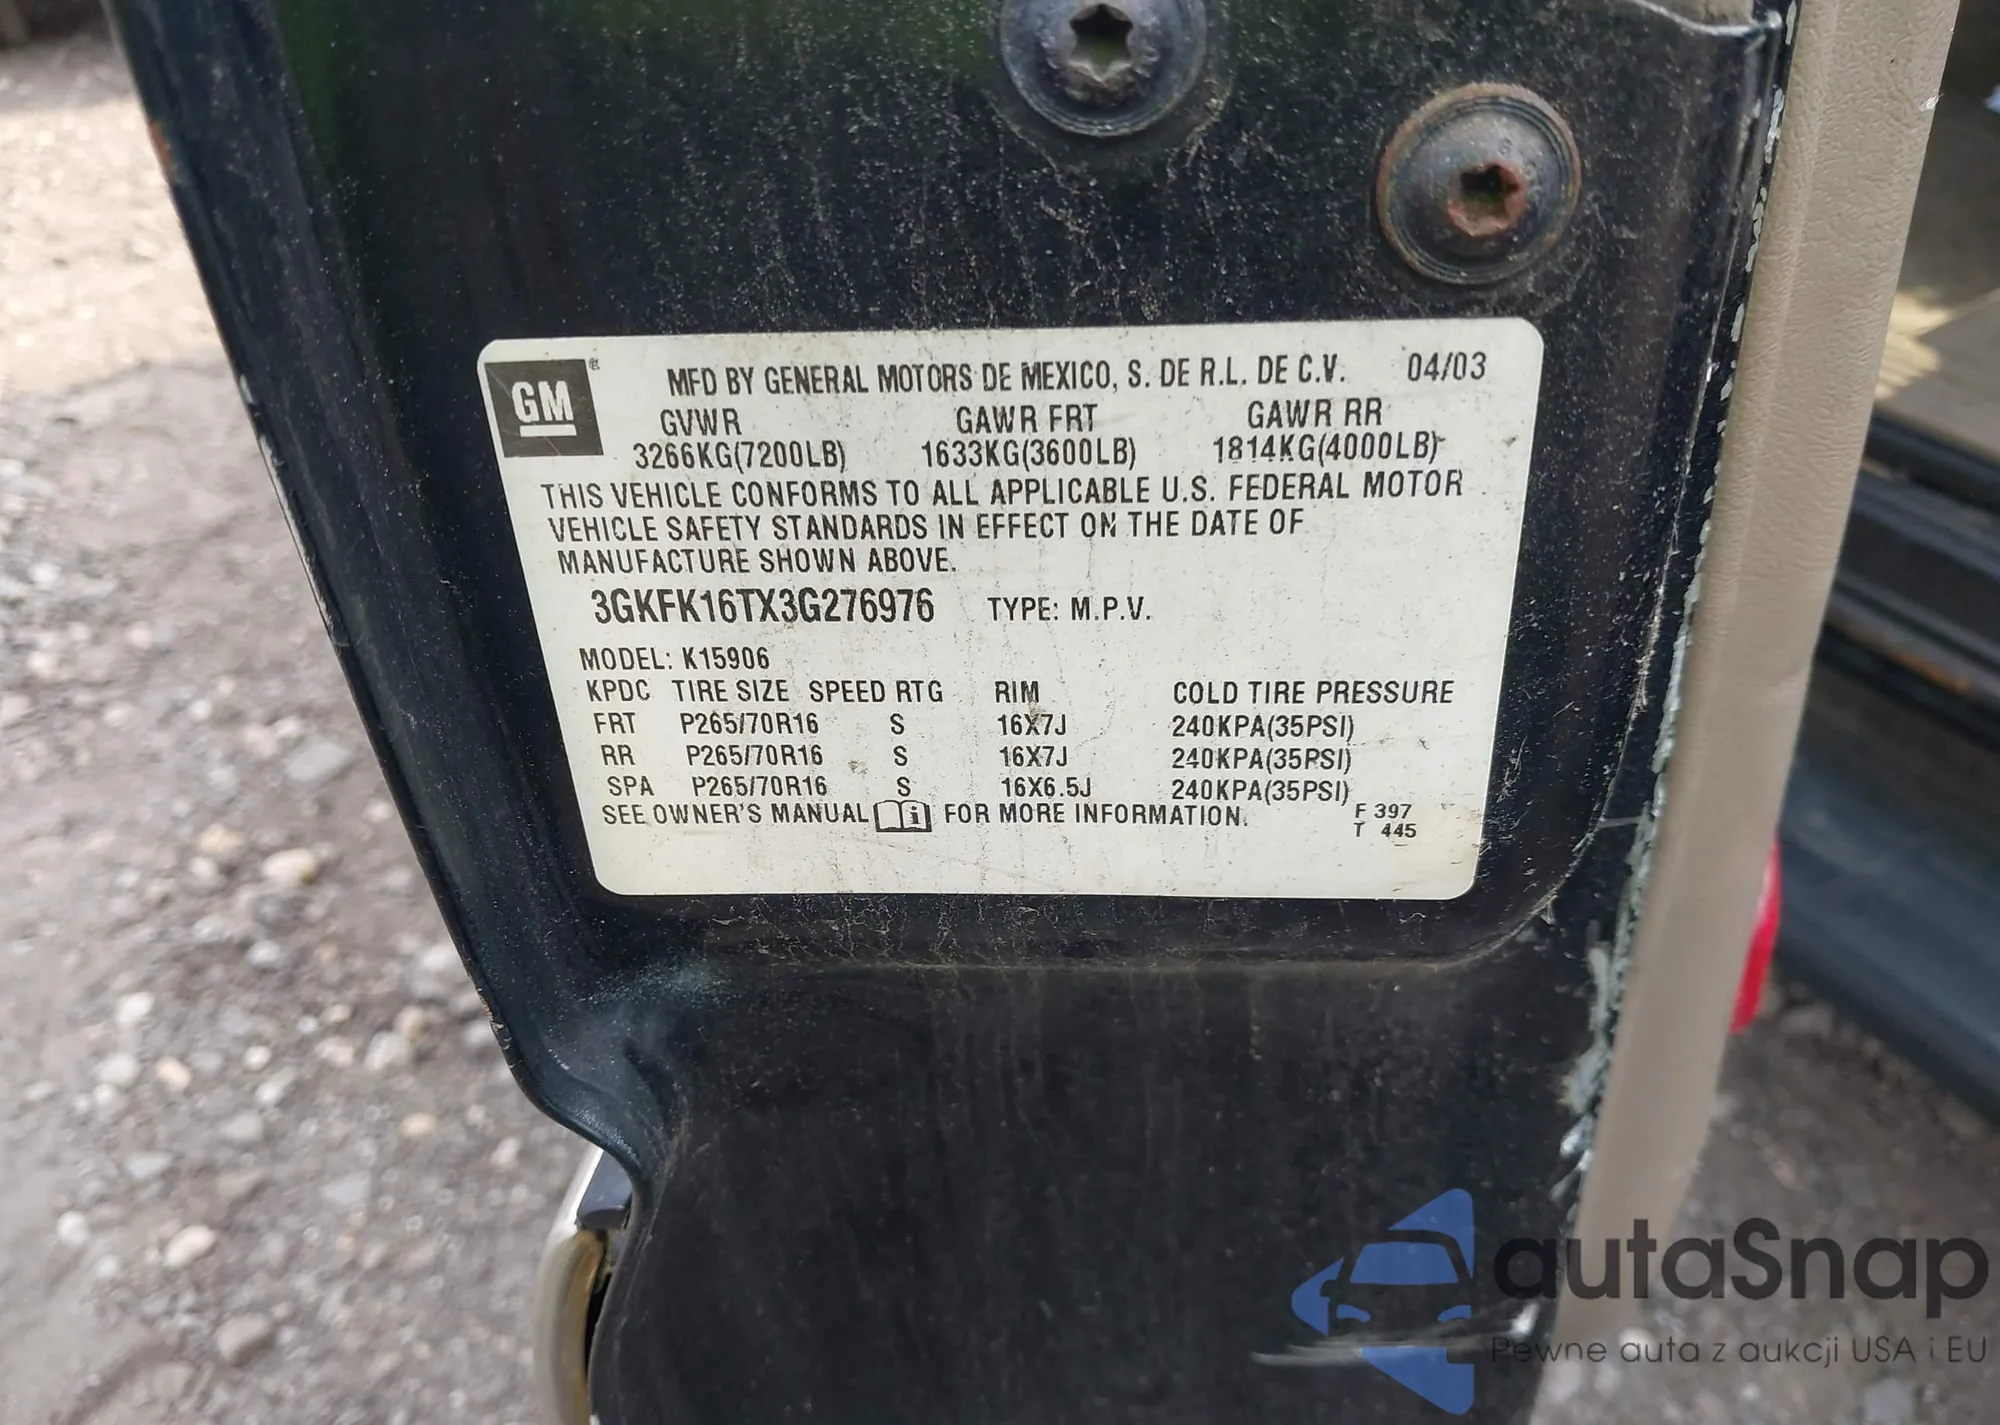 GM ®
MFD BY GENERAL MOTORS DE MEXICO, S. DE R.L. DE C.V. 04/03
GVWR GAWR FRT GAWR RR
3266KG(7200LB) 1633KG(3600LB) 1814KG(4000LB)
THIS VEHICLE CONFORMS TO ALL APPLICABLE U.S. FEDERAL MOTOR
VEHICLE SAFETY STANDARDS IN EFFECT ON THE DATE OF
MANUFACTURE SHOWN ABOVE.
3GKFK16TX3G276976 TYPE: M.P.V.
MODEL: K15906
KPDC TIRE SIZE SPEED RTG RIM COLD TIRE PRESSURE
FRT P265/70R16 S 16X7J 240KPA(35PSI)
RR P265/70R16 S 16X7J 240KPA(35PSI)
SPA P265/70R16 S 16X6.5J 240KPA(35PSI)
SEE OWNER'S MANUAL FOR MORE INFORMATION. F 397
T 445
autaSnap
Pewne auta z aukcji USA i EU